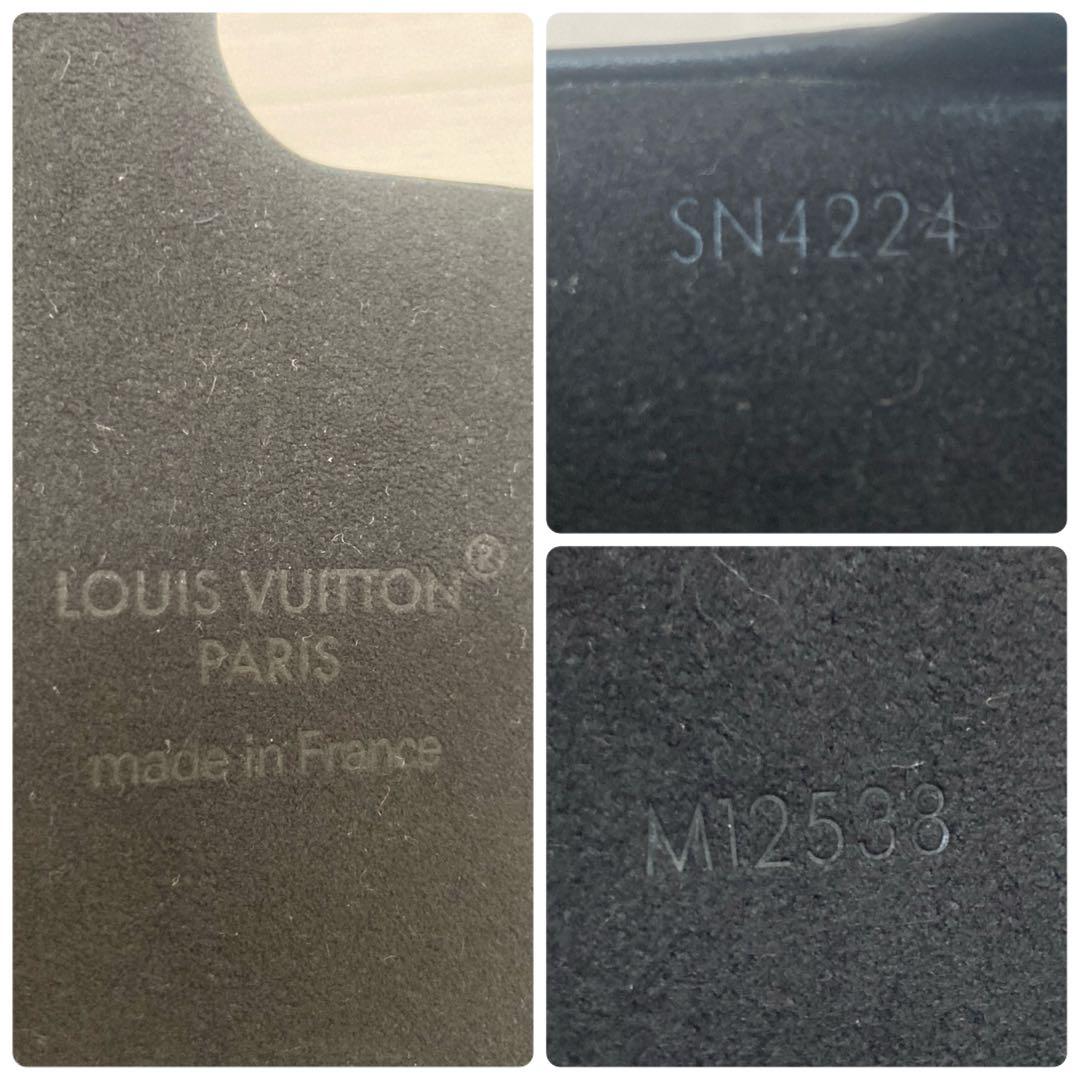 LOUIS VUITTON®
PARIS
made in France
SN4224
M12538